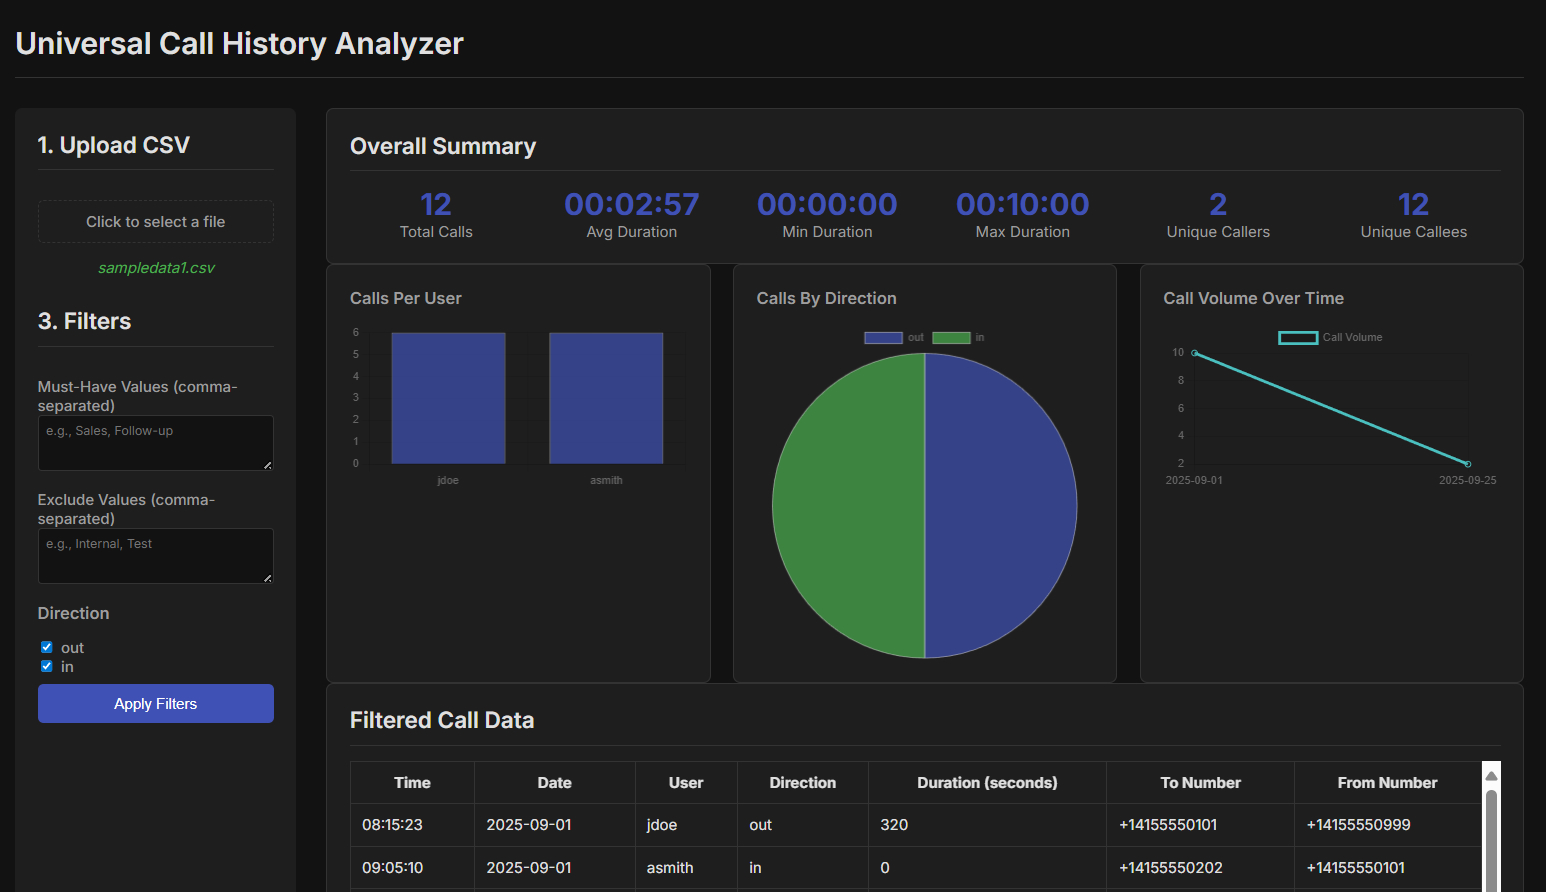 Universal Call History Analyzer
1. Upload CSV
Click to select a file
sampledata1.csv
3. Filters
Must-Have Values (comma-
separated)
e.g., Sales, Follow-up
Exclude Values (comma-
separated)
e.g., Internal, Test
Direction
out
in
Apply Filters
Overall Summary
12 00:02:57 00:00:00 00:10:00 2 12
Total Calls Avg Duration Min Duration Max Duration Unique Callers Unique Callees
Calls Per User
6
5
4
3
2
1
0
jdoe asmith
Calls By Direction
out in
Call Volume Over Time
Call Volume
10
8
6
4
2
2025-09-01 2025-09-25
Filtered Call Data
Time Date User Direction Duration (seconds) To Number From Number
08:15:23 2025-09-01 jdoe out 320 +14155550101 +14155550999
09:05:10 2025-09-01 asmith in 0 +14155550202 +14155550101